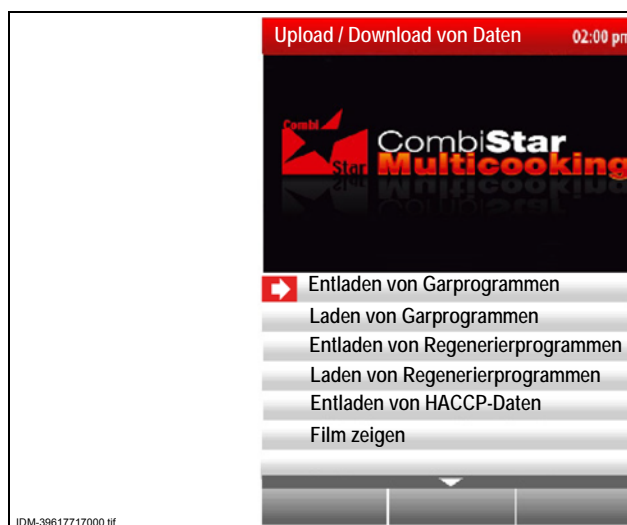 Upload / Download von Daten 02:00 pm
Combi
Star
CombiStar
Multicooking
Entladen von Garprogrammen
Laden von Garprogrammen
Entladen von Regenerierprogrammen
Laden von Regenerierprogrammen
Entladen von HACCP-Daten
Film zeigen
IDM-39617717000.tif